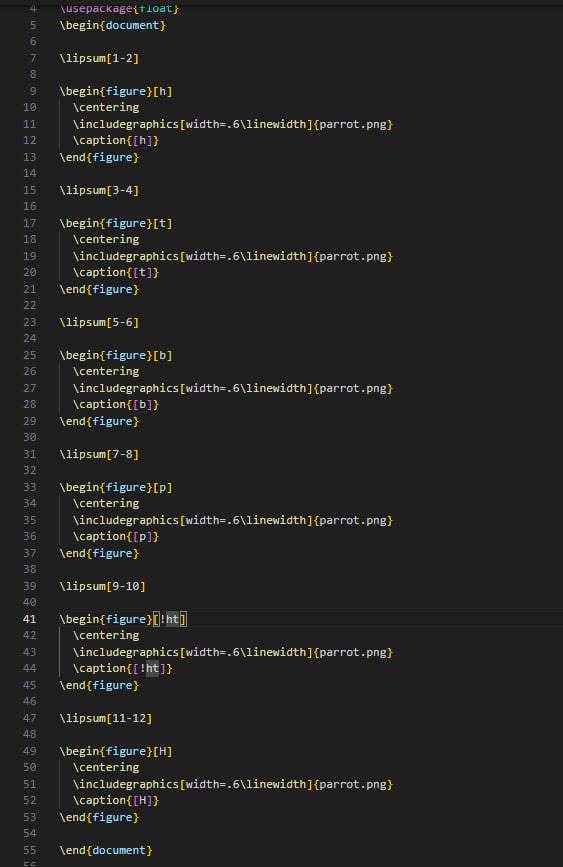 4 \usepackage{float}
5 \begin{document}
6
7 \lipsum[1-2]
8
9 \begin{figure}[h]
10 \centering
11 \includegraphics[width=.6\linewidth]{parrot.png}
12 \caption{[h]}
13 \end{figure}
14
15 \lipsum[3-4]
16
17 \begin{figure}[t]
18 \centering
19 \includegraphics[width=.6\linewidth]{parrot.png}
20 \caption{[t]}
21 \end{figure}
22
23 \lipsum[5-6]
24
25 \begin{figure}[b]
26 \centering
27 \includegraphics[width=.6\linewidth]{parrot.png}
28 \caption{[b]}
29 \end{figure}
30
31 \lipsum[7-8]
32
33 \begin{figure}[p]
34 \centering
35 \includegraphics[width=.6\linewidth]{parrot.png}
36 \caption{[p]}
37 \end{figure}
38
39 \lipsum[9-10]
40
41 \begin{figure}[!ht]
42 \centering
43 \includegraphics[width=.6\linewidth]{parrot.png}
44 \caption{[!ht]}
45 \end{figure}
46
47 \lipsum[11-12]
48
49 \begin{figure}[H]
50 \centering
51 \includegraphics[width=.6\linewidth]{parrot.png}
52 \caption{[H]}
53 \end{figure}
54
55 \end{document}
56